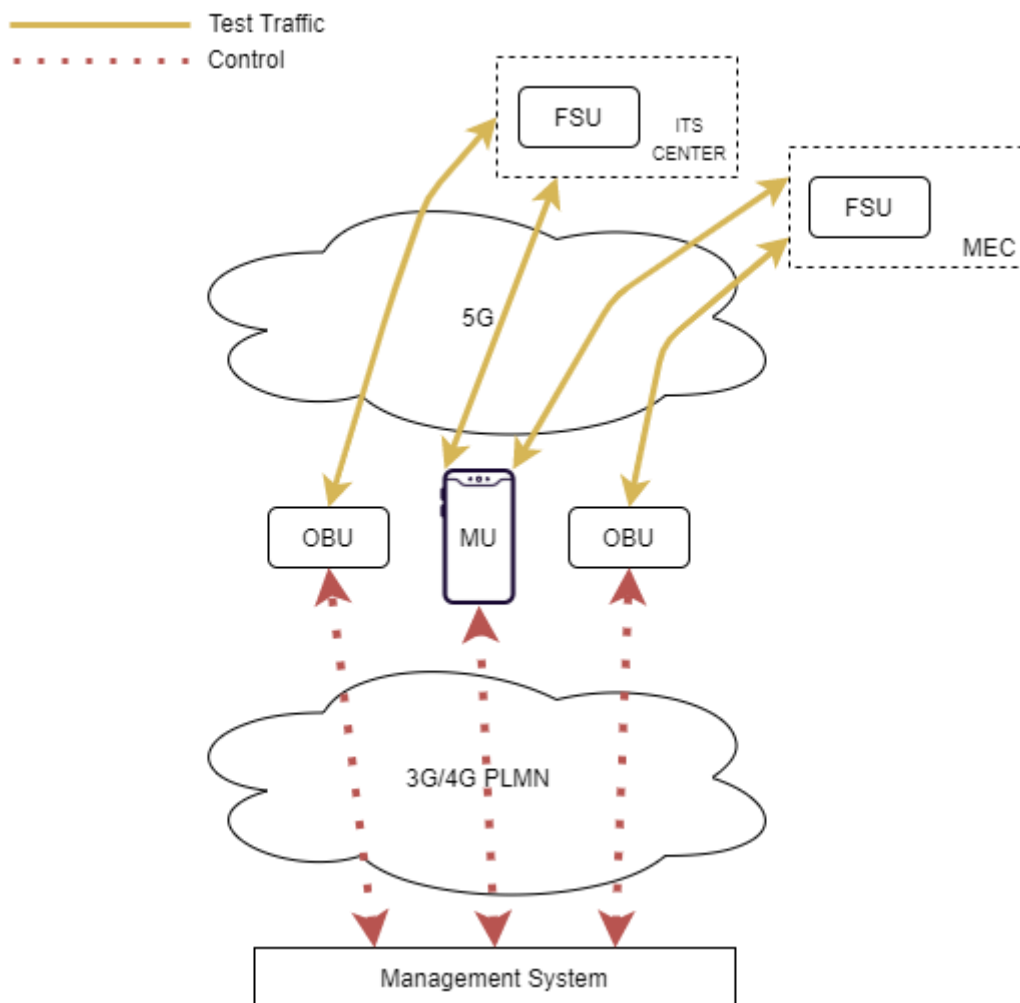 Test Traffic
Control
FSU
ITS
CENTER
FSU
MEC
5G
OBU
MU
OBU
3G/4G PLMN
Management System